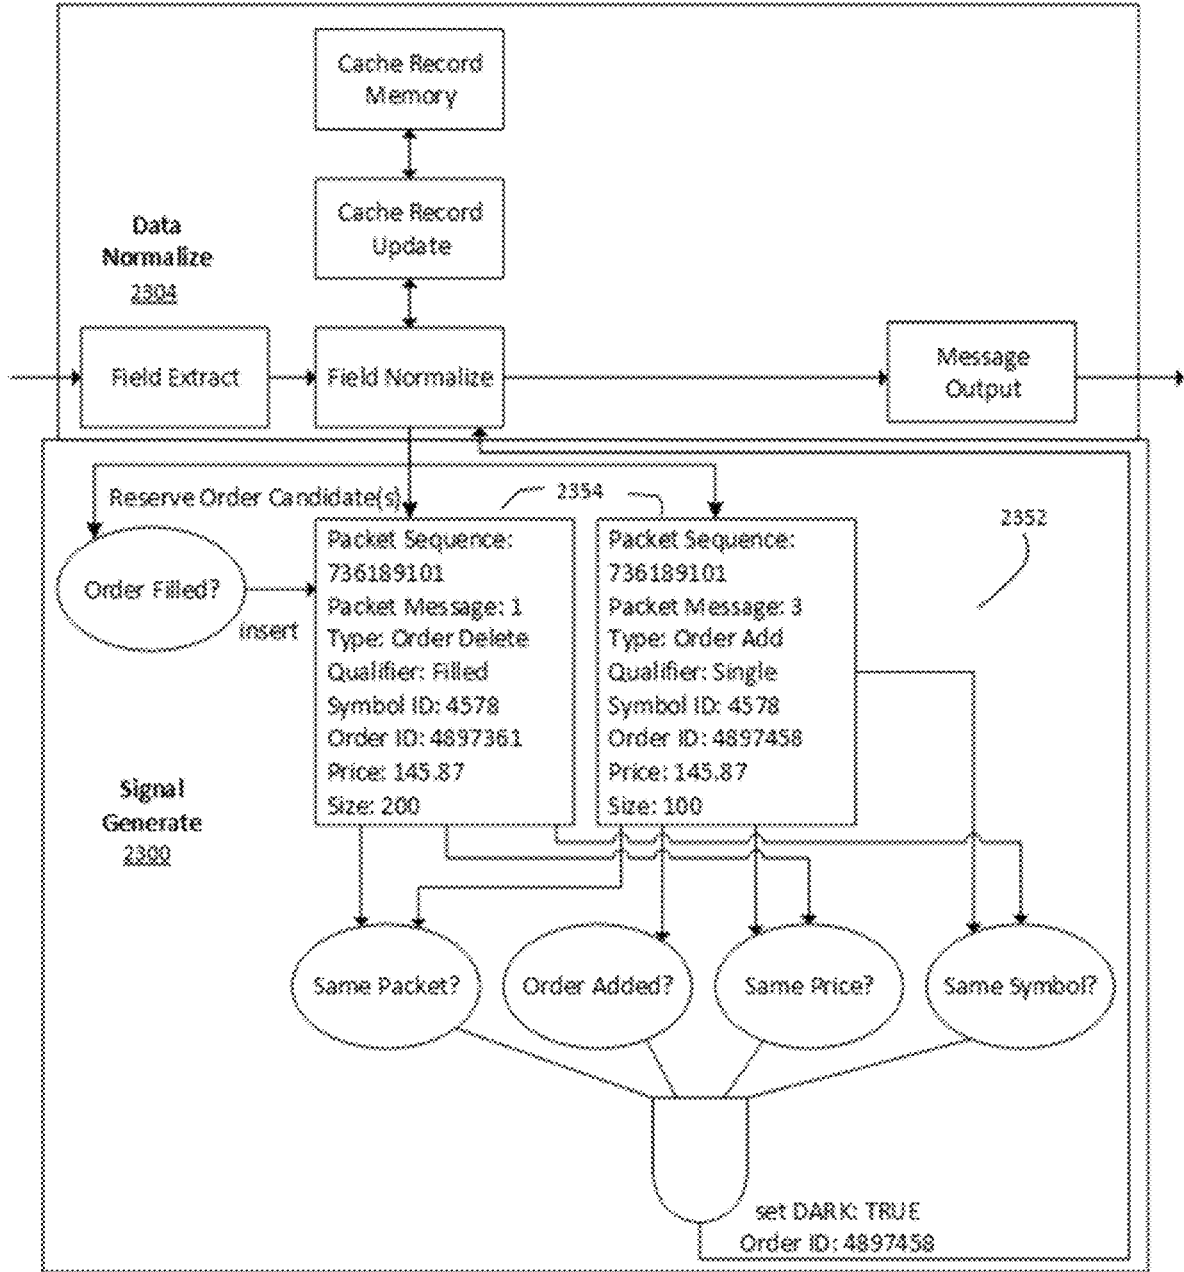 Cache Record
Memory
Cache Record
Update
Data
Normalize
2304
Field Extract
Field Normalize
Message
Output
Reserve Order Candidate(s)
2354
2352
Order Filled?
insert
Packet Sequence:
736189101
Packet Message: 1
Type: Order Delete
Qualifier: Filled
Symbol ID: 4578
Order ID: 4897361
Price: 145.87
Size: 200
Packet Sequence:
736189101
Packet Message: 3
Type: Order Add
Qualifier: Single
Symbol ID: 4578
Order ID: 4897458
Price: 145.87
Size: 100
Signal
Generate
2300
Same Packet?
Order Added?
Same Price?
Same Symbol?
set DARK: TRUE
Order ID: 4897458